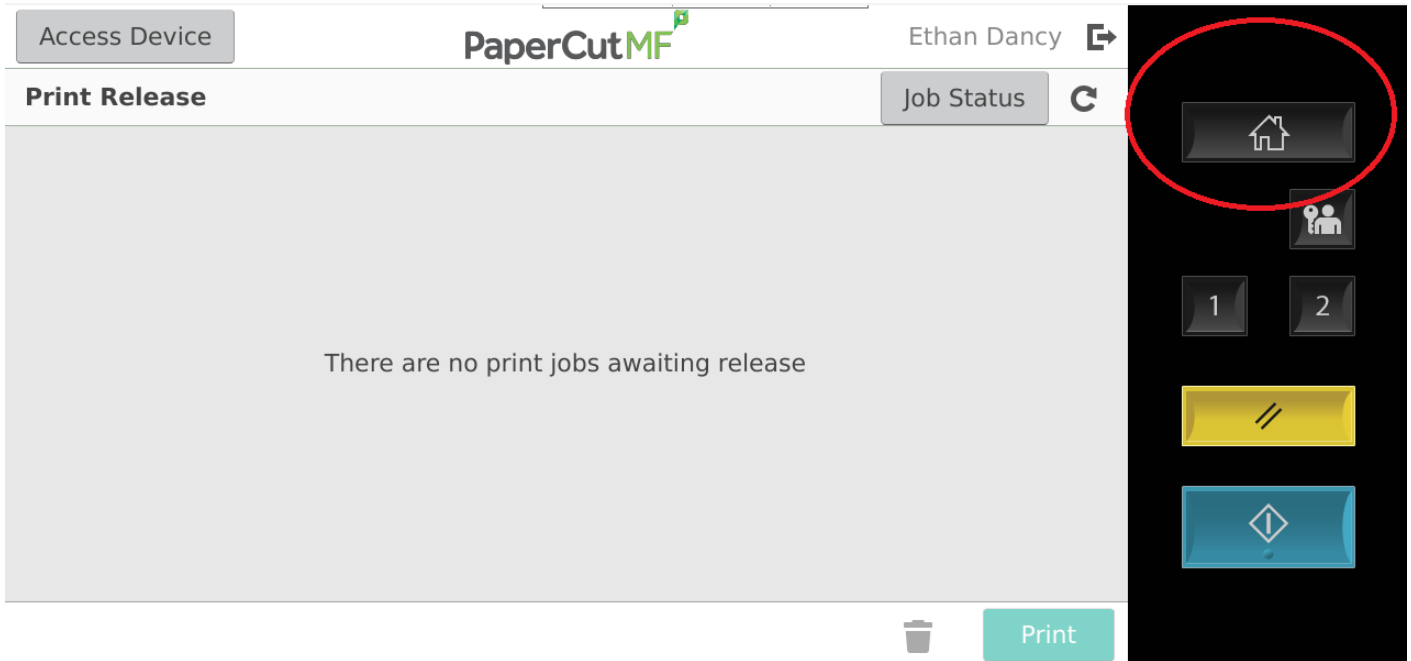 Access Device
PaperCutMF
Ethan Dancy
Print Release
Job Status
1
2
There are no print jobs awaiting release
Print